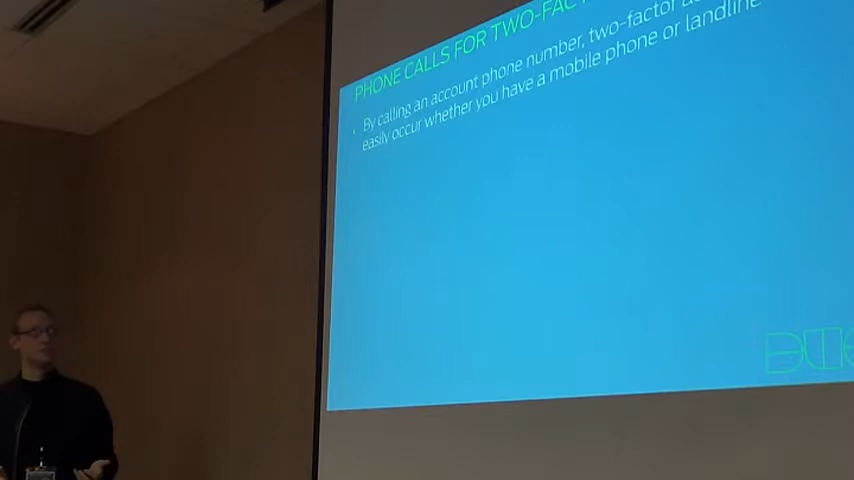 PHONE CALLS FOR TWO-FAC
• By calling an account phone number, two-factor
easily occur whether you have a mobile phone or landline